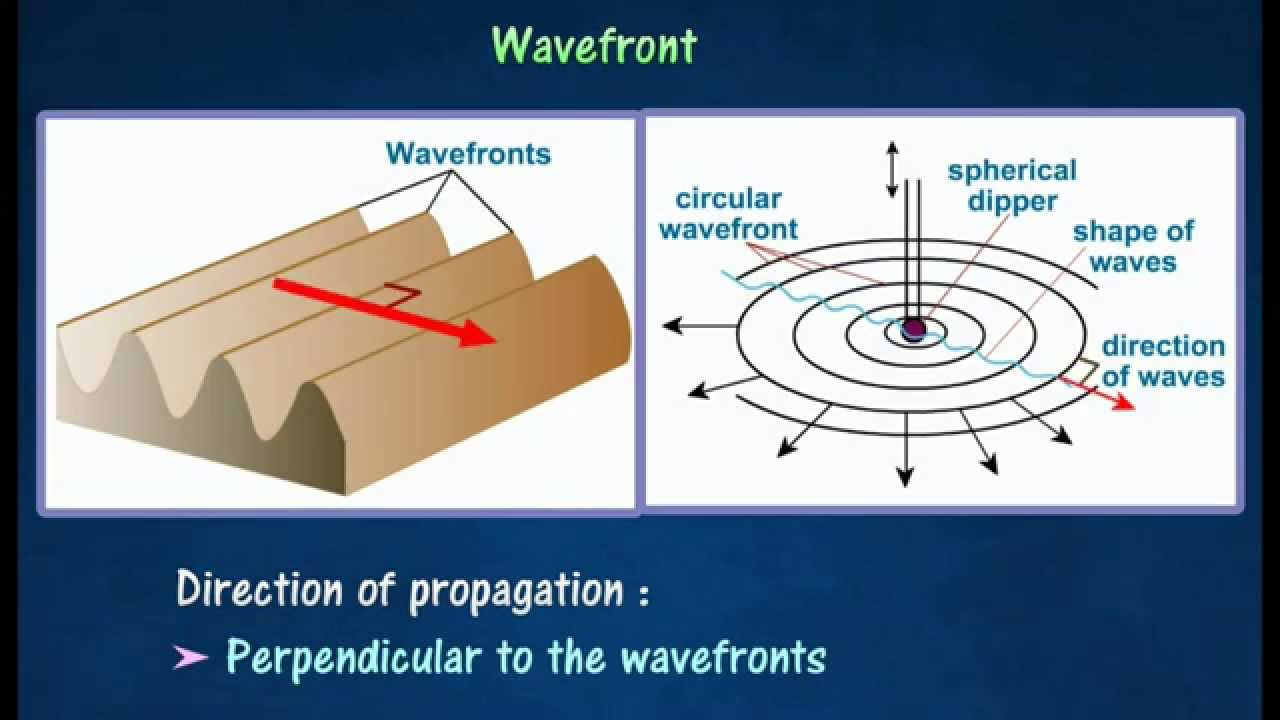 Wavefront
Wavefronts
circular
wavefront
spherical
dipper
shape of
waves
direction
of waves
Direction of propagation :
➢ Perpendicular to the wavefronts